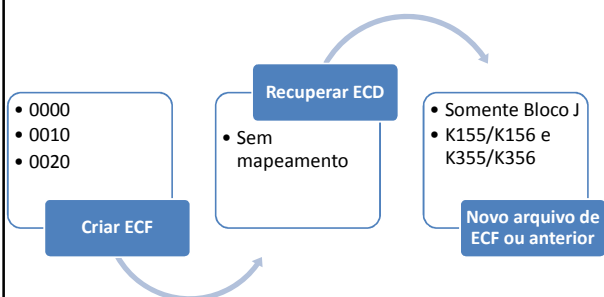 • 0000
• 0010
• 0020
Criar ECF
Recuperar ECD
• Sem
mapeamento
• Somente Bloco J
• K155/K156 e
K355/K356
Novo arquivo de
ECF ou anterior